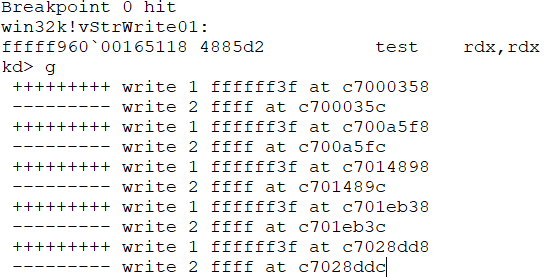 Breakpoint 0 hit
win32k!vStrWrite01:
fffff960`00165118 4885d2 test rdx,rdx
kd> g
+++++++++ write 1 ffffff3f at c7000358
--------- write 2 ffff at c700035c
+++++++++ write 1 ffffff3f at c700a5f8
--------- write 2 ffff at c700a5fc
+++++++++ write 1 ffffff3f at c7014898
--------- write 2 ffff at c701489c
+++++++++ write 1 ffffff3f at c701eb38
--------- write 2 ffff at c701eb3c
+++++++++ write 1 ffffff3f at c7028dd8
--------- write 2 ffff at c7028ddc